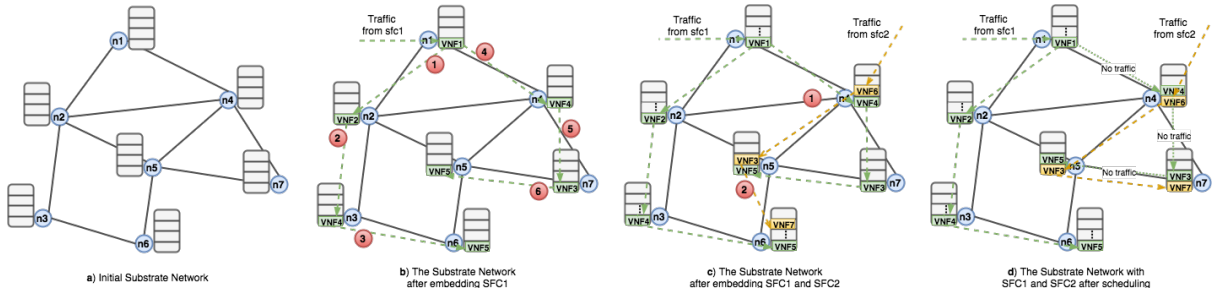 n1
n2
n3
n4
n5
n6
n7
a) Initial Substrate Network
Traffic
from sfc1
n1
VNF1
1
4
n4
VNF4
n2
VNF2
2
5
n5
VNF5
VNF3
n7
6
n3
VNF4
3
n6
VNF5
b) The Substrate Network
after embedding SFC1
Traffic
from sfc1
Traffic
from sfc2
n1
VNF1
1
n4
VNF6
VNF4
n2
VNF2
VNF3
VNF5
n5
2
VNF3
n7
n3
VNF4
VNF7
n6
VNF5
c) The Substrate Network
after embedding SFC1 and SFC2
Traffic
from sfc1
Traffic
from sfc2
n1
VNF1
No traffic
n4
VNF4
VNF6
n2
VNF2
No traffic
VNF5
VNF3
n5
No traffic
VNF3
VNF7
n7
n3
VNF4
n6
VNF5
d) The Substrate Network with
SFC1 and SFC2 after scheduling